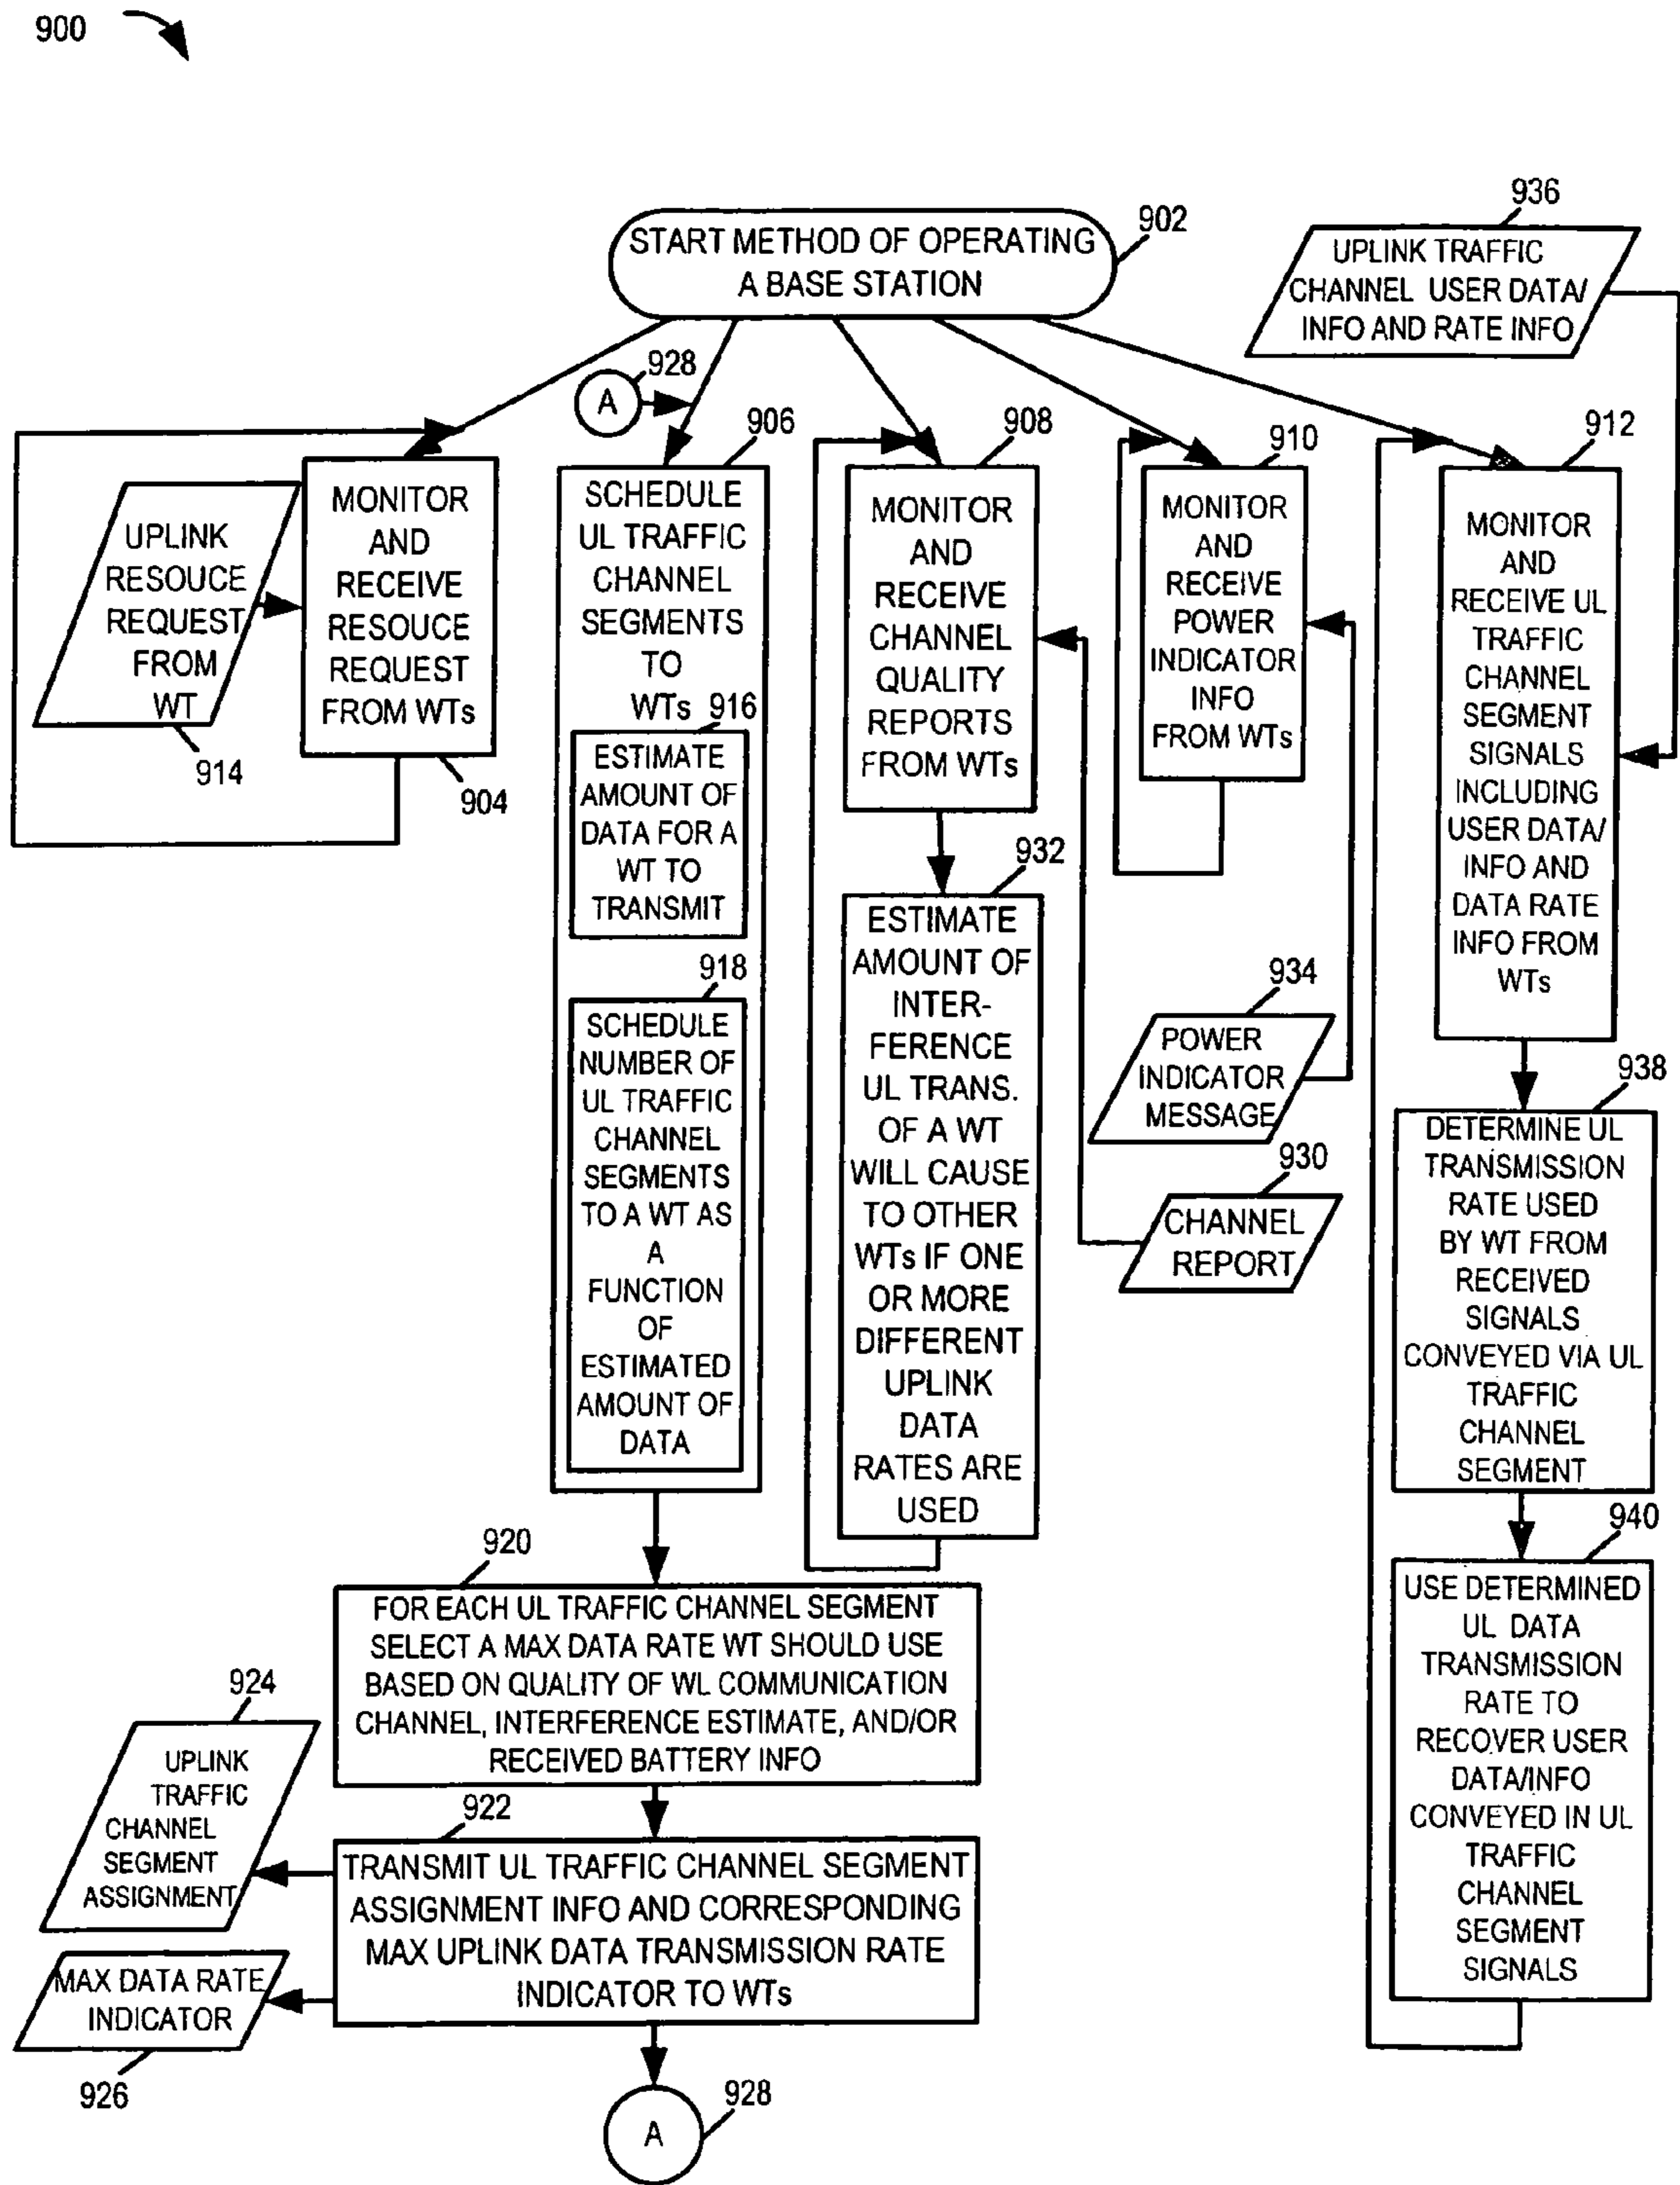 900
START METHOD OF OPERATING
A BASE STATION
902
936
UPLINK TRAFFIC
CHANNEL USER DATA/
INFO AND RATE INFO
928
A
914
UPLINK
RESOUCE
REQUEST
FROM
WT
904
MONITOR
AND
RECEIVE
RESOUCE
REQUEST
FROM WTs
906
SCHEDULE
UL TRAFFIC
CHANNEL
SEGMENTS
TO
WTs
916
ESTIMATE
AMOUNT OF
DATA FOR A
WT TO
TRANSMIT
918
SCHEDULE
NUMBER OF
UL TRAFFIC
CHANNEL
SEGMENTS
TO A WT AS
A
FUNCTION
OF
ESTIMATED
AMOUNT OF
DATA
908
MONITOR
AND
RECEIVE
CHANNEL
QUALITY
REPORTS
FROM WTs
932
ESTIMATE
AMOUNT OF
INTER-
FERENCE
UL TRANS.
OF A WT
WILL CAUSE
TO OTHER
WTs IF ONE
OR MORE
DIFFERENT
UPLINK
DATA
RATES ARE
USED
910
MONITOR
AND
RECEIVE
POWER
INDICATOR
INFO
FROM WTs
934
POWER
INDICATOR
MESSAGE
930
CHANNEL
REPORT
912
MONITOR
AND
RECEIVE UL
TRAFFIC
CHANNEL
SEGMENT
SIGNALS
INCLUDING
USER DATA/
INFO AND
DATA RATE
INFO FROM
WTs
938
DETERMINE UL
TRANSMISSION
RATE USED
BY WT FROM
RECEIVED
SIGNALS
CONVEYED VIA UL
TRAFFIC
CHANNEL
SEGMENT
940
USE DETERMINED
UL DATA
TRANSMISSION
RATE TO
RECOVER USER
DATA/INFO
CONVEYED IN UL
TRAFFIC
CHANNEL
SEGMENT
SIGNALS
920
FOR EACH UL TRAFFIC CHANNEL SEGMENT
SELECT A MAX DATA RATE WT SHOULD USE
BASED ON QUALITY OF WL COMMUNICATION
CHANNEL, INTERFERENCE ESTIMATE, AND/OR
RECEIVED BATTERY INFO
924
UPLINK
TRAFFIC
CHANNEL
SEGMENT
ASSIGNMENT
922
TRANSMIT UL TRAFFIC CHANNEL SEGMENT
ASSIGNMENT INFO AND CORRESPONDING
MAX UPLINK DATA TRANSMISSION RATE
INDICATOR TO WTs
MAX DATA RATE
INDICATOR
926
A
928